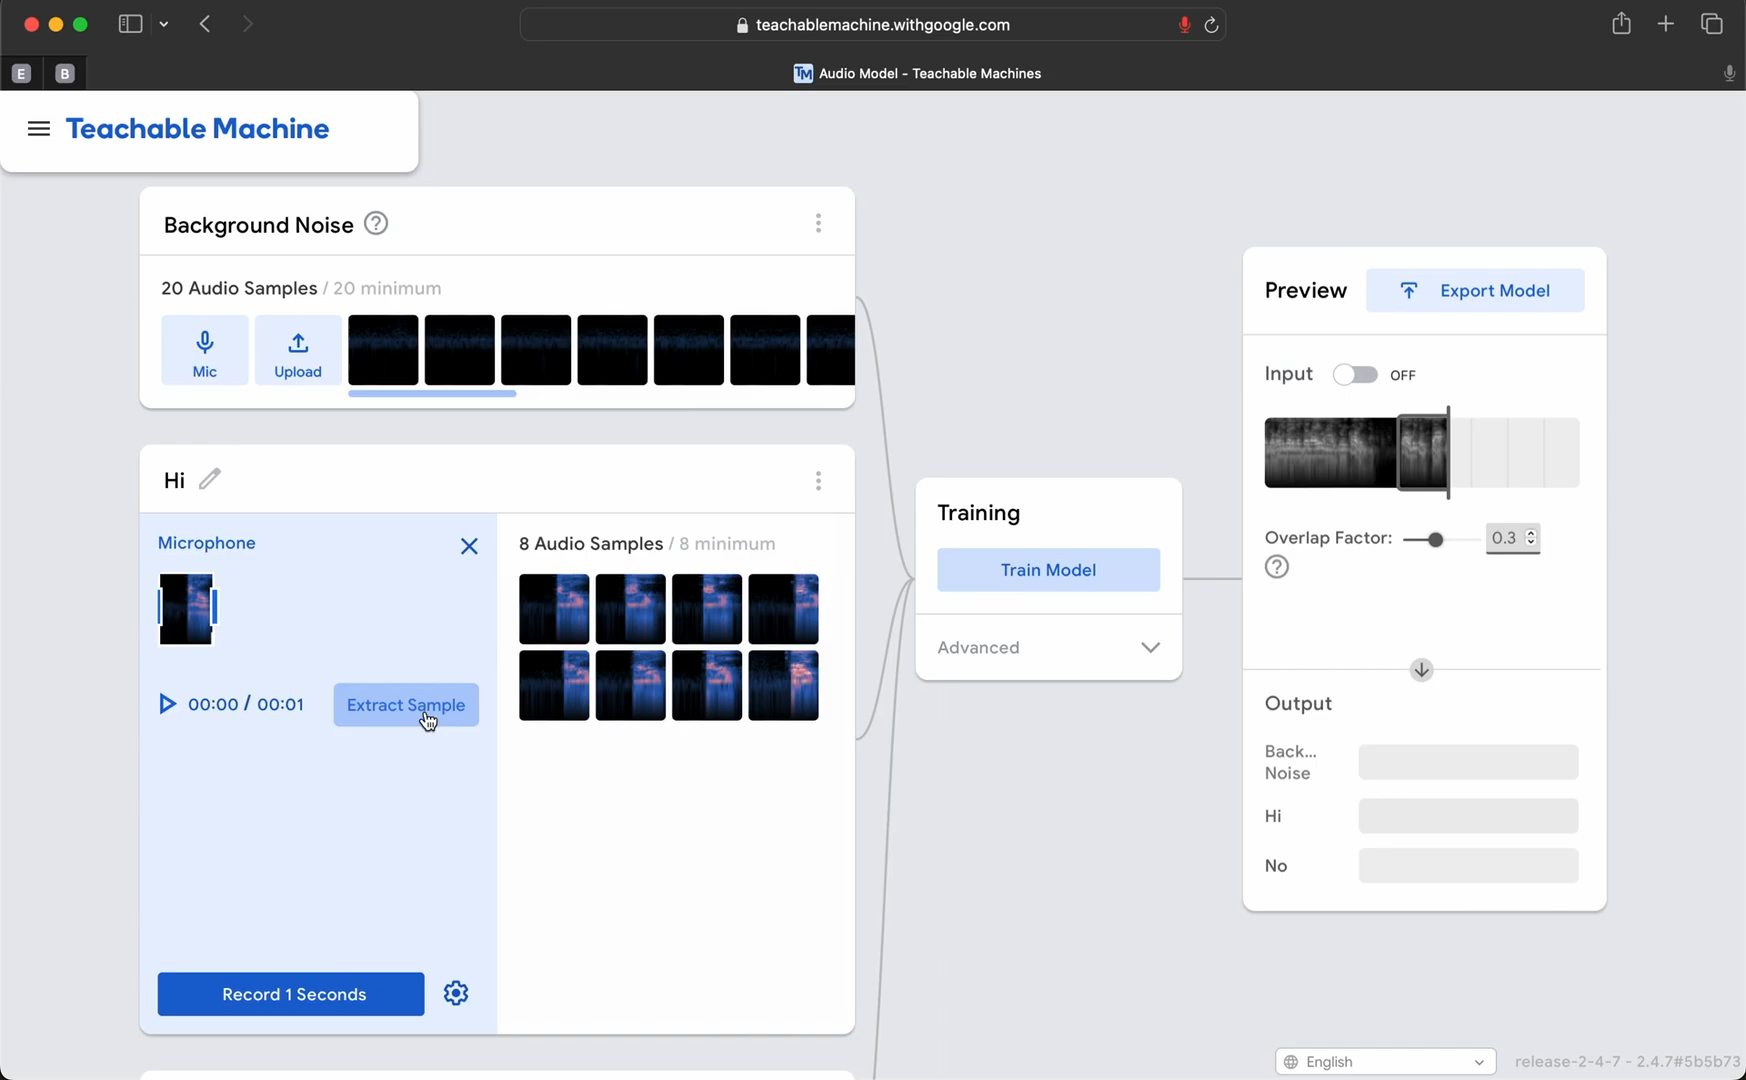 teachablemachine.withgoogle.com
E
B
TM Audio Model - Teachable Machines
Teachable Machine
Background Noise ?
20 Audio Samples / 20 minimum
Mic
Upload
Hi
Microphone
8 Audio Samples / 8 minimum
00:00 / 00:01
Extract Sample
Record 1 Seconds
Training
Train Model
Advanced
Preview
Export Model
Input
OFF
Overlap Factor:
0.3
?
Output
Back...
Noise
Hi
No
English
release-2-4-7 - 2.4.7#5b5b73